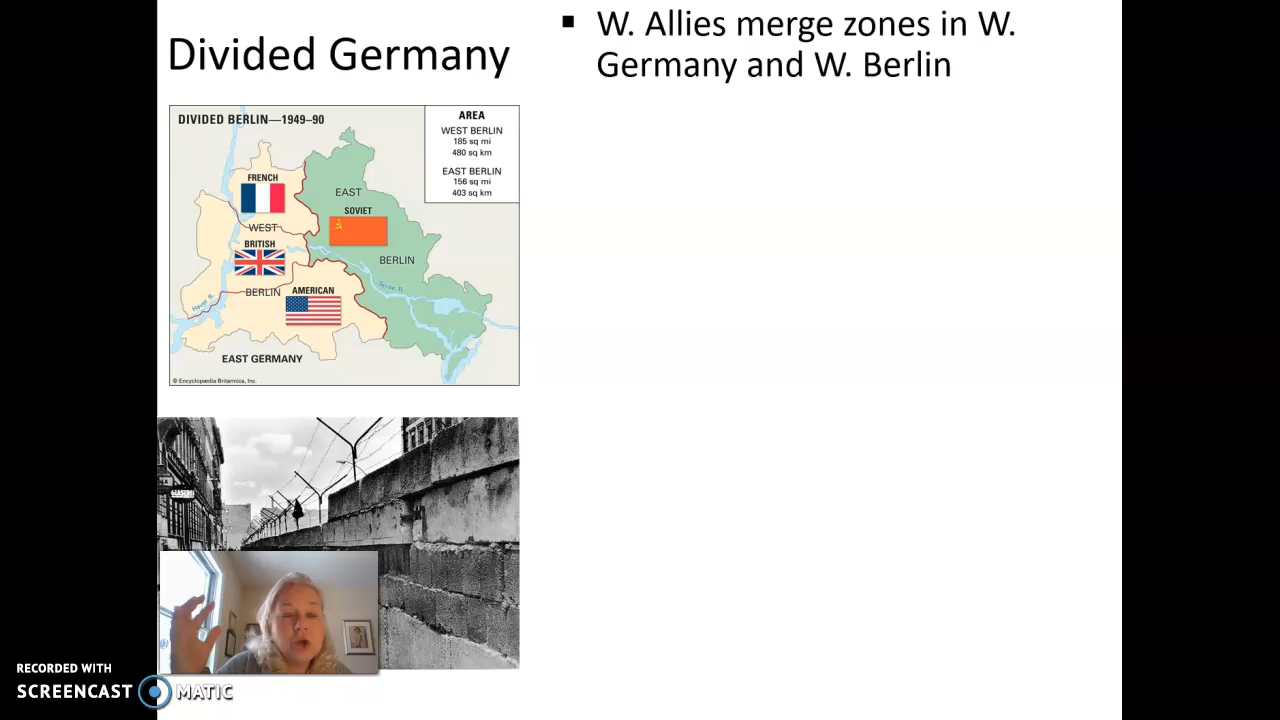 Divided Germany
▪ W. Allies merge zones in W.
Germany and W. Berlin
DIVIDED BERLIN—1949–90
AREA
WEST BERLIN
185 sq mi
480 sq km
EAST BERLIN
156 sq mi
403 sq km
FRENCH
EAST
SOVIET
WEST
BRITISH
BERLIN
Spree R.
BERLIN
AMERICAN
Havel R.
EAST GERMANY
© Encyclopædia Britannica, Inc.
RECORDED WITH
SCREENCAST MATIC